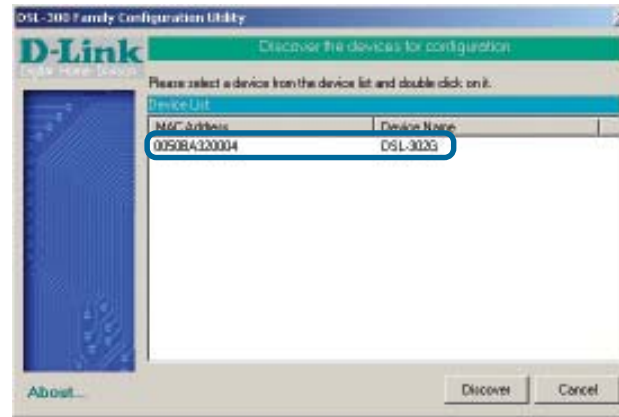 DSL-300 Family Configuration Utility
D-Link
Discover the devices for configuration
Please select a device from the device list and double click on it.
Device List
MAC Address Device Name
0050BA320004 DSL-302G
About...
Discover Cancel